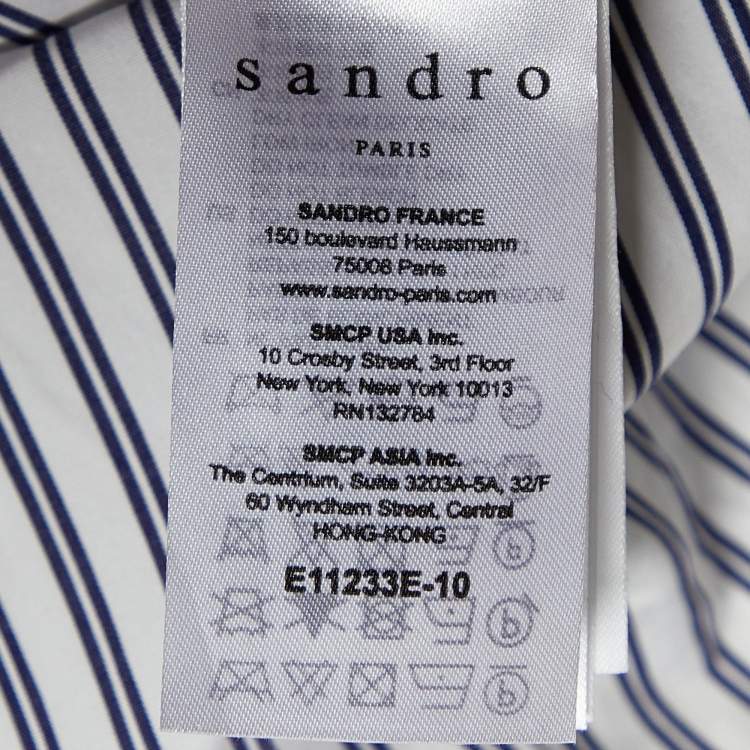 sandro
PARIS
SANDRO FRANCE
150 boulevard Haussmann
75008 Paris
www.sandro-paris.com
SMCP USA Inc.
10 Crosby Street, 3rd Floor
New York, New York 10013
RN132784
SMCP ASIA Inc.
The Centrium, Suite 3203A-5A, 32/F
60 Wyndham Street, Central
HONG-KONG
E11233E-10